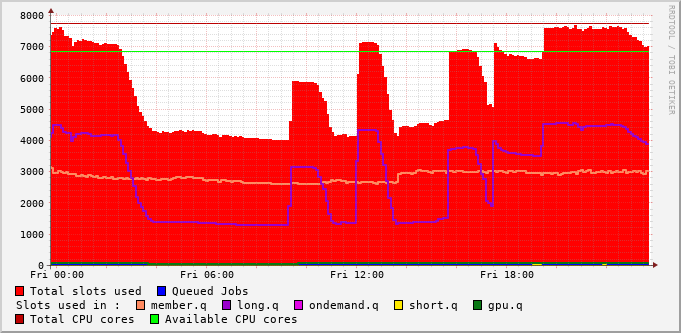 8000
7000
6000
5000
4000
3000
2000
1000
0
Fri 00:00 Fri 06:00 Fri 12:00 Fri 18:00
RRDTOOL / TOBI OETIKER
Total slots used Queued Jobs
Slots used in : member.q long.q ondemand.q short.q gpu.q
Total CPU cores Available CPU cores